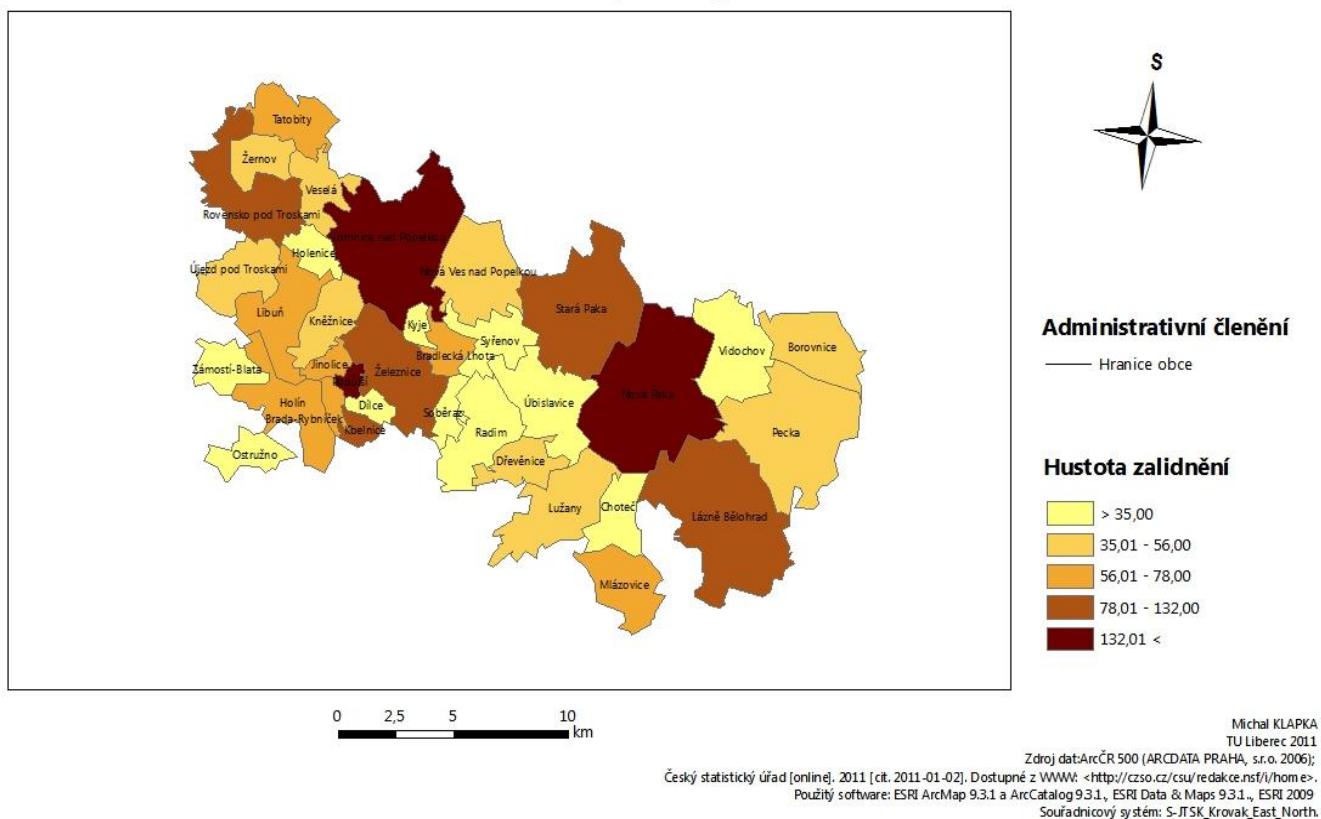 S
Tatobity
Žernov
Veselá
Rovensko pod Troskami
Holenice
Lomnice nad Popelkou
Újezd pod Troskami
Nová Ves nad Popelkou
Libuň
Kněžnice
Kyje
Syřenov
Stará Paka
Vidochov
Borovnice
Bradlecká Lhota
Jinolice
Železnice
Zámostí-Blata
Holín
Dílce
Soběraz
Úbislavice
Nová Paka
Brada-Rybníček
Kbelnice
Radim
Pecka
Ostružno
Dřevěnice
Lužany
Choteč
Lázně Bělohrad
Mlázovice
Administrativní členění
Hranice obce
Hustota zalidnění
> 35,00
35,01 - 56,00
56,01 - 78,00
78,01 - 132,00
132,01 <
0 2,5 5 10
km
Michal KLAPKA
TU Liberec 2011
Zdroj dat:ArcČR 500 (ARCDATA PRAHA, s.r.o. 2006);
Český statistický úřad [online]. 2011 [cit. 2011-01-02]. Dostupné z WWW: <http://czso.cz/csu/redakce.nsf/i/home>.
Použitý software: ESRI ArcMap 9.3.1 a ArcCatalog 9.3.1., ESRI Data & Maps 9.3.1.., ESRI 2009
Souřadnicový systém: S-JTSK_Krovak_East_North.